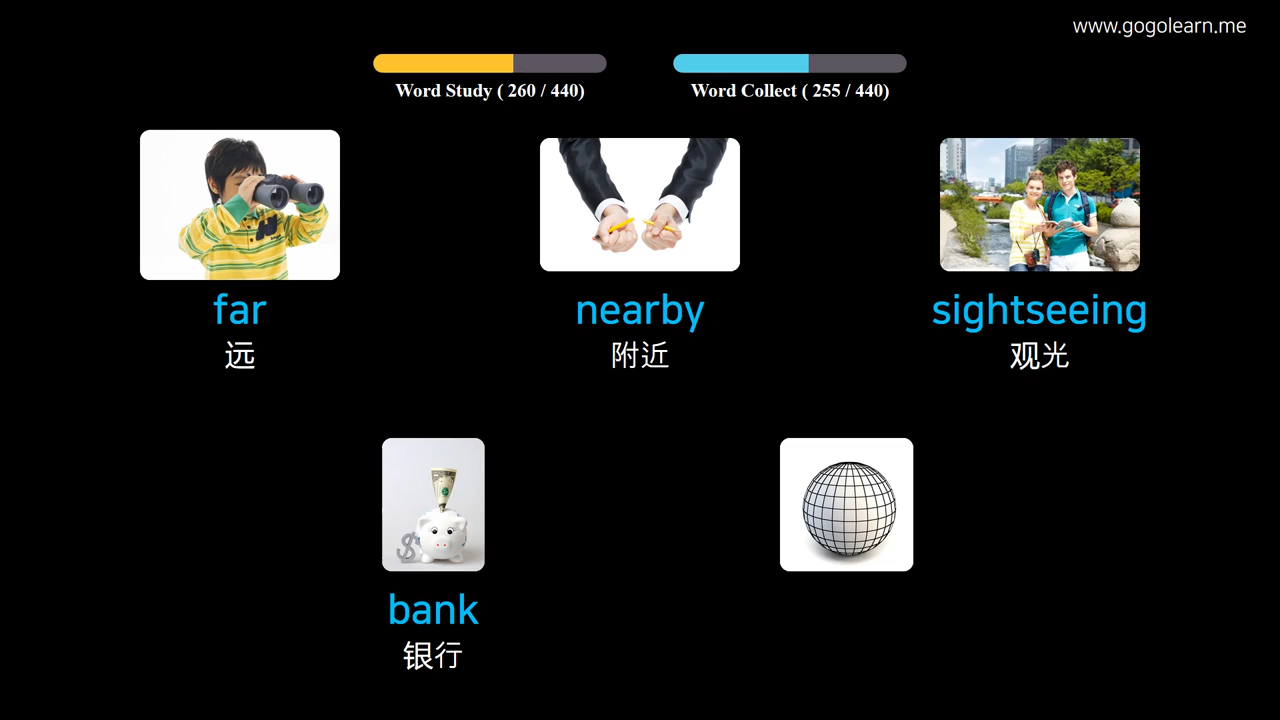 www.gogolearn.me
Word Study ( 260 / 440)
Word Collect ( 255 / 440)
far
远
nearby
附近
sightseeing
观光
bank
银行